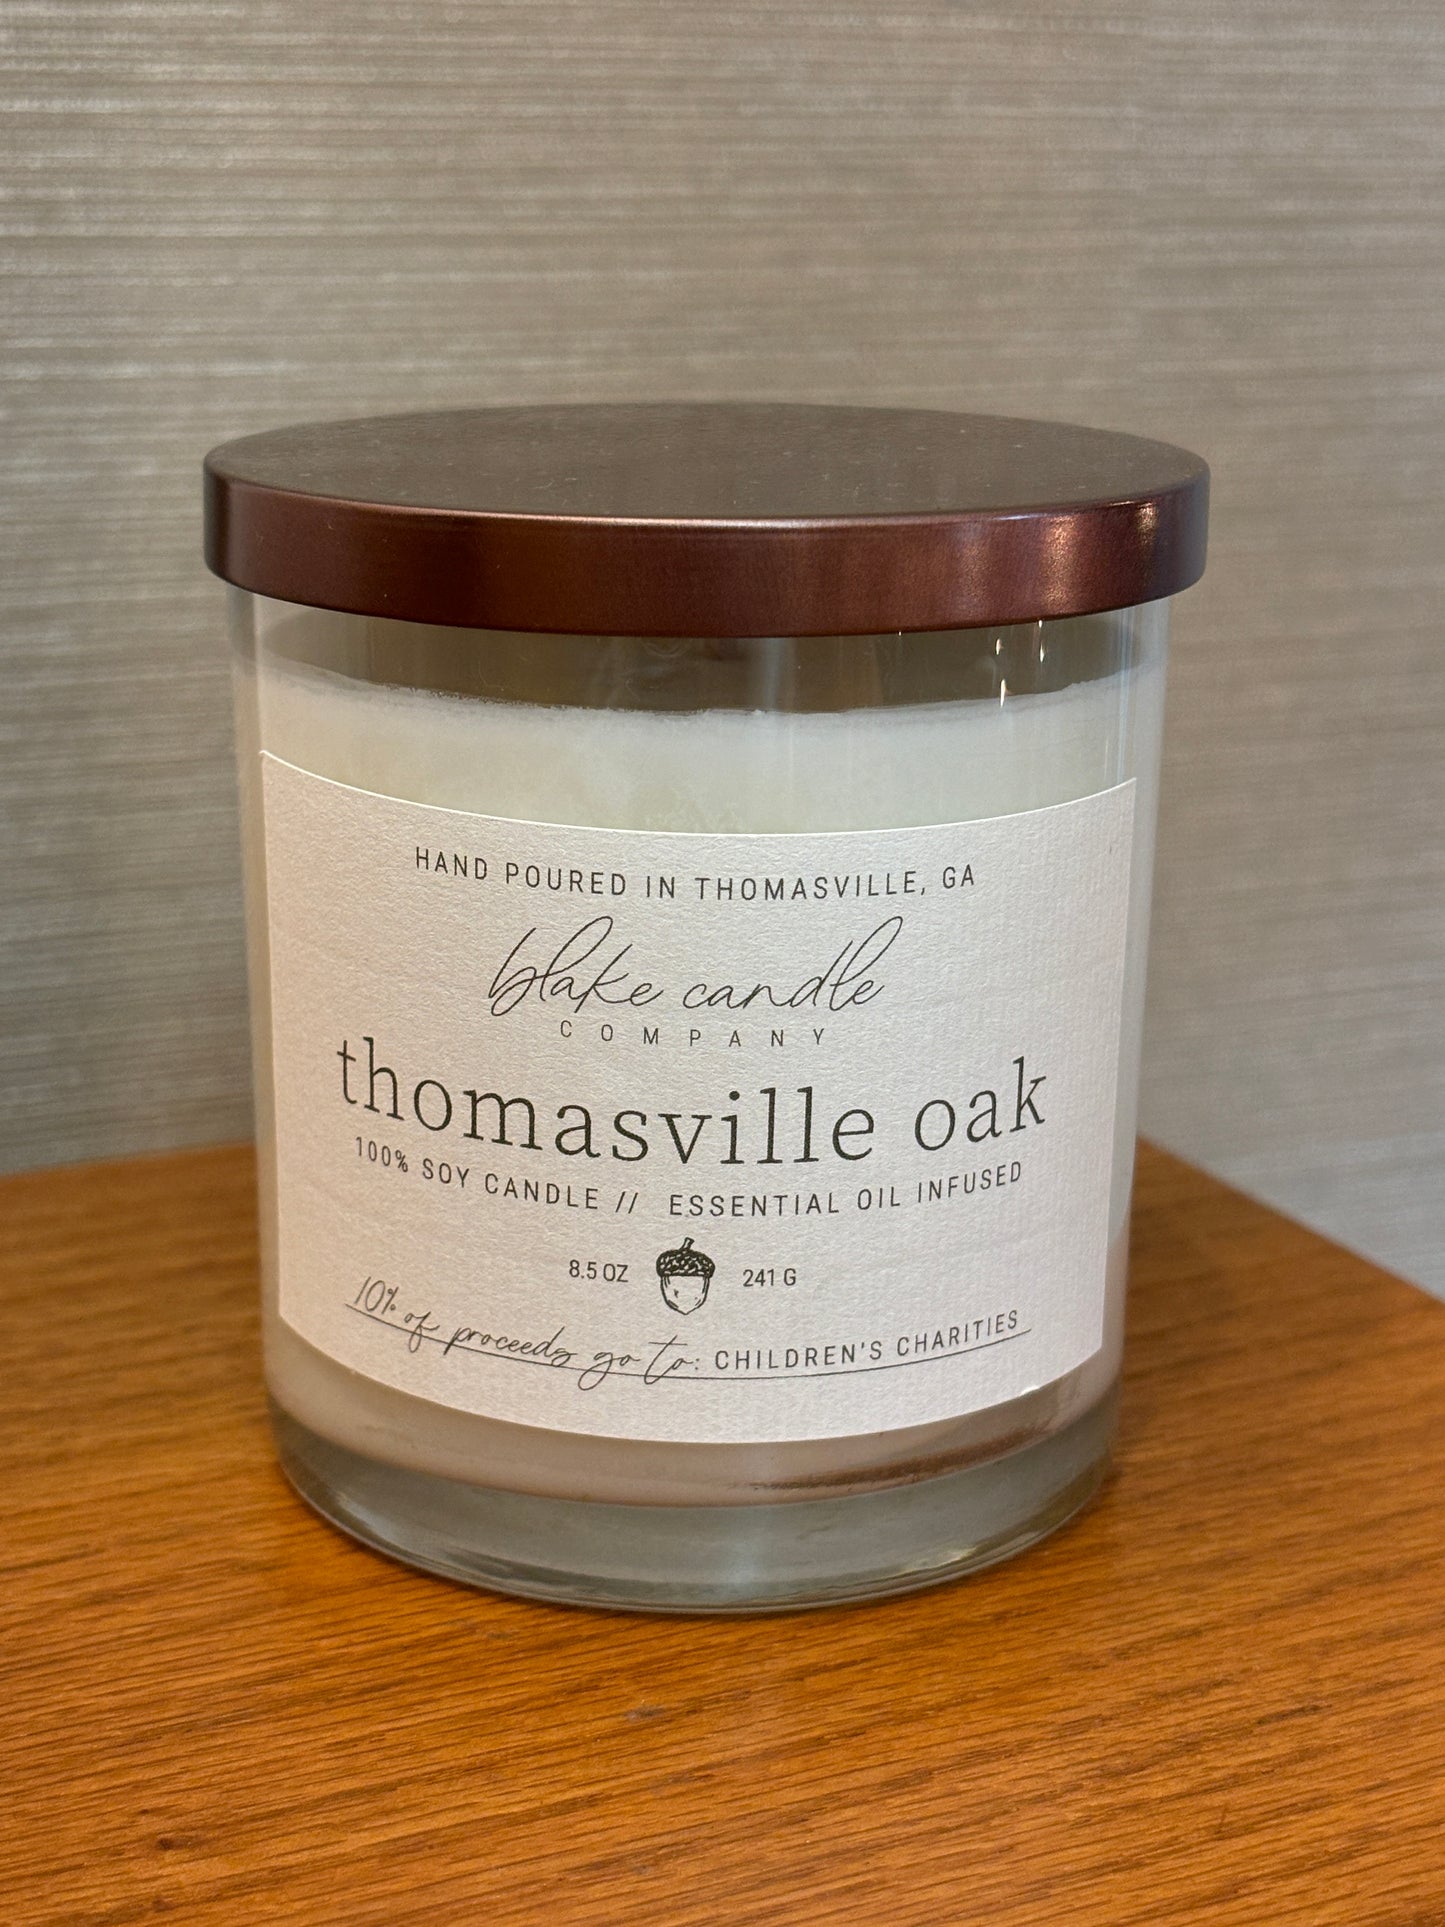 HAND POURED IN THOMASVILLE, GA
blake candle
COMPANY
thomasville oak
100% SOY CANDLE // ESSENTIAL OIL INFUSED
8.5 OZ 241 G
10% of proceeds go to: CHILDREN'S CHARITIES